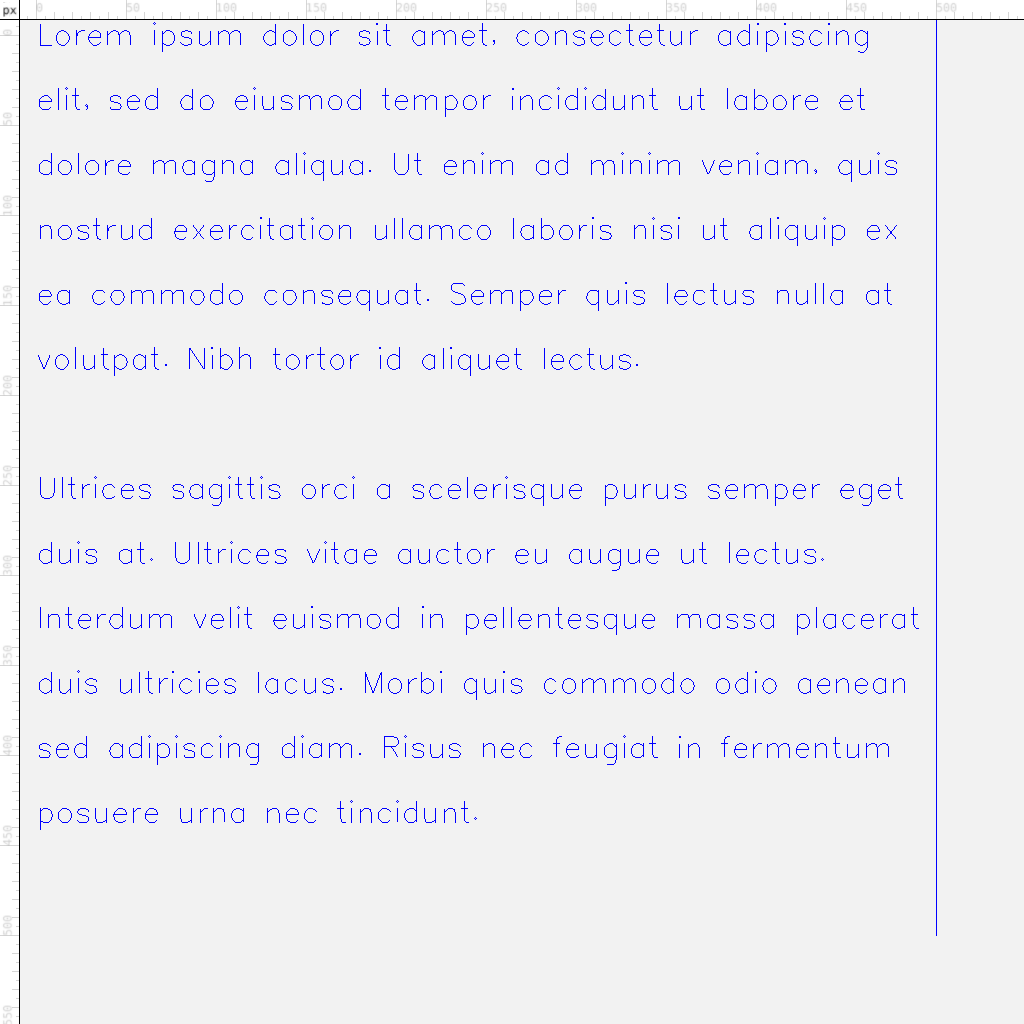 px 0 50 100 150 200 250 300 350 400 450 500
0
50
100
150
200
250
300
350
400
450
500
550
Lorem ipsum dolor sit amet, consectetur adipiscing
elit, sed do eiusmod tempor incididunt ut labore et
dolore magna aliqua. Ut enim ad minim veniam, quis
nostrud exercitation ullamco laboris nisi ut aliquip ex
ea commodo consequat. Semper quis lectus nulla at
volutpat. Nibh tortor id aliquet lectus.
Ultrices sagittis orci a scelerisque purus semper eget
duis at. Ultrices vitae auctor eu augue ut lectus.
Interdum velit euismod in pellentesque massa placerat
duis ultricies lacus. Morbi quis commodo odio aenean
sed adipiscing diam. Risus nec feugiat in fermentum
posuere urna nec tincidunt.